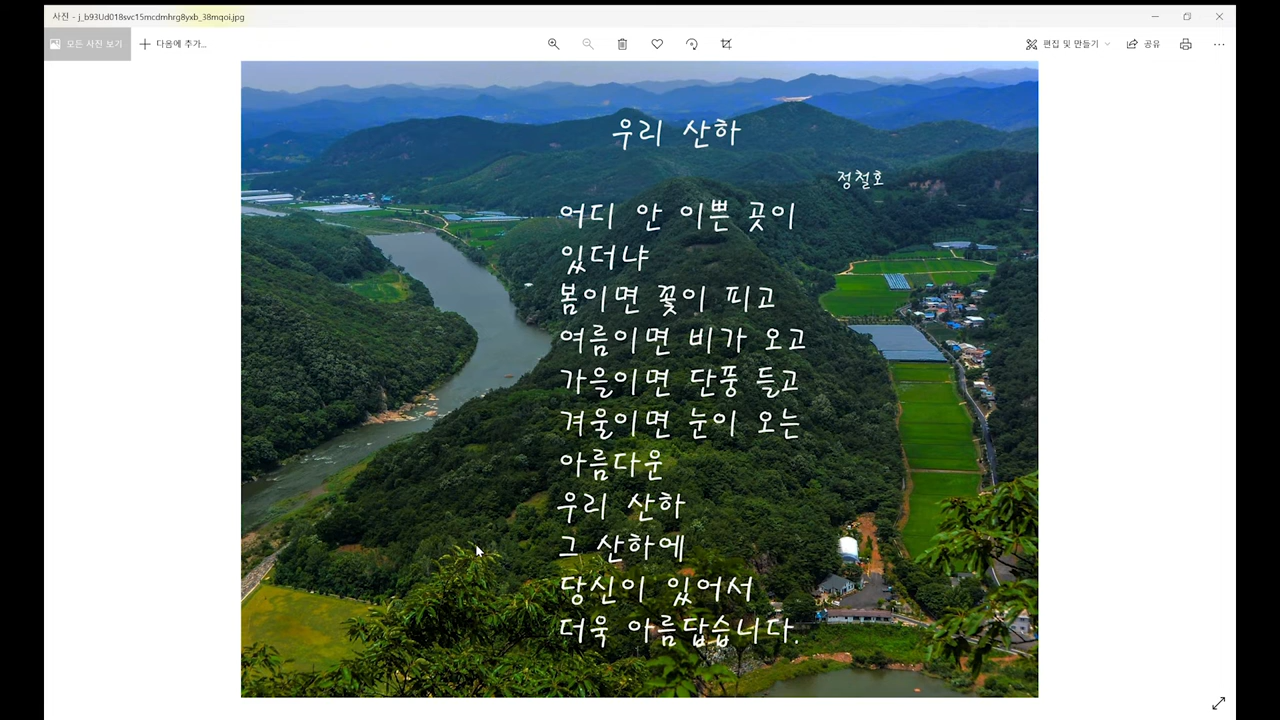 사진 - j_b93Ud018svc15mcdmhrg8yxb_38mqoi.jpg
모든 사진 보기
다음에 추가...
편집 및 만들기
공유
우리 산하
정철호
어디 안 이쁜 곳이
있더냐
봄이면 꽃이 피고
여름이면 비가 오고
가을이면 단풍 들고
겨울이면 눈이 오는
아름다운
우리 산하
그 산하에
당신이 있어서
더욱 아름답습니다.